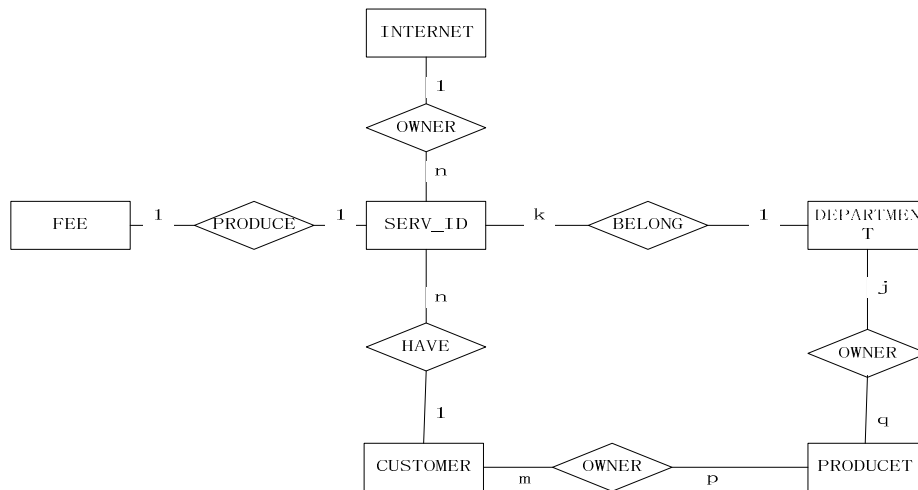 INTERNET
1
OWNER
n
FEE
1
PRODUCE
1
SERV_ID
k
BELONG
1
DEPARTMEN
T
n
j
HAVE
OWNER
1
q
CUSTOMER
m
OWNER
p
PRODUCET